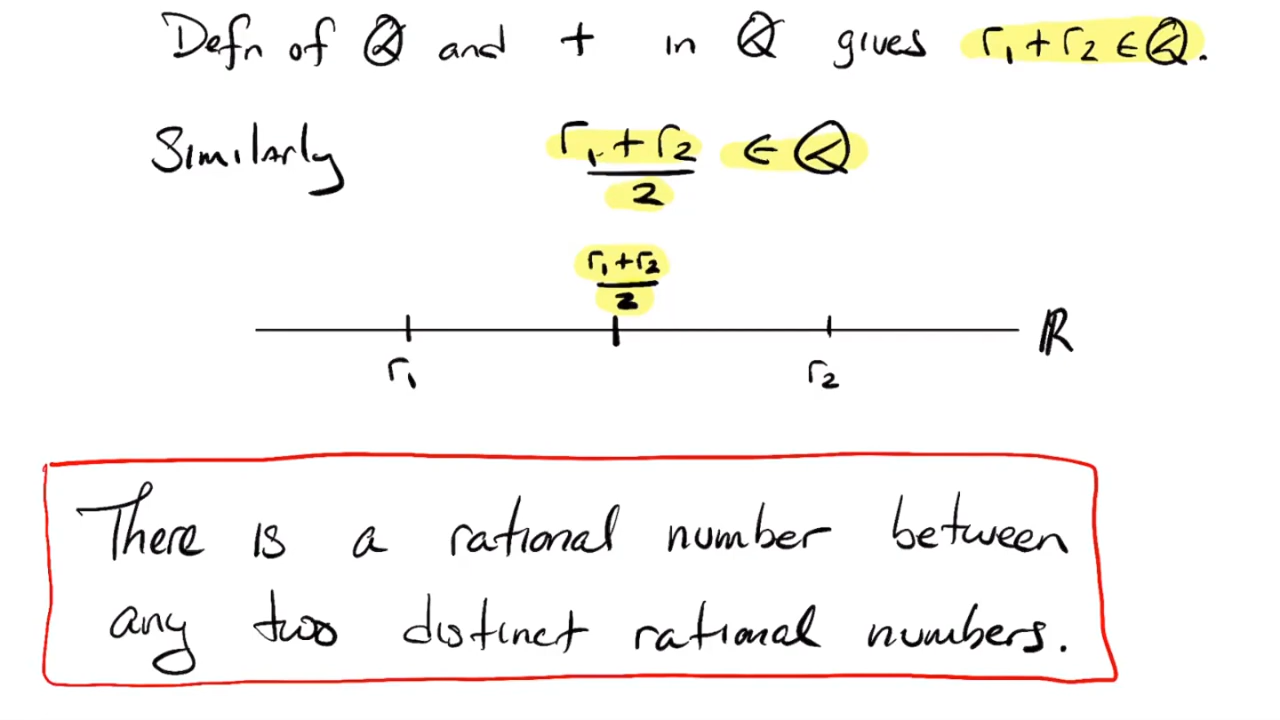 Defn of ℚ and + in ℚ gives r₁ + r₂ ∈ ℚ.
Similarly (r₁ + r₂)/2 ∈ ℚ
(r₁ + r₂)/2
ℝ
r₁ r₂
There is a rational number between
any two distinct rational numbers.